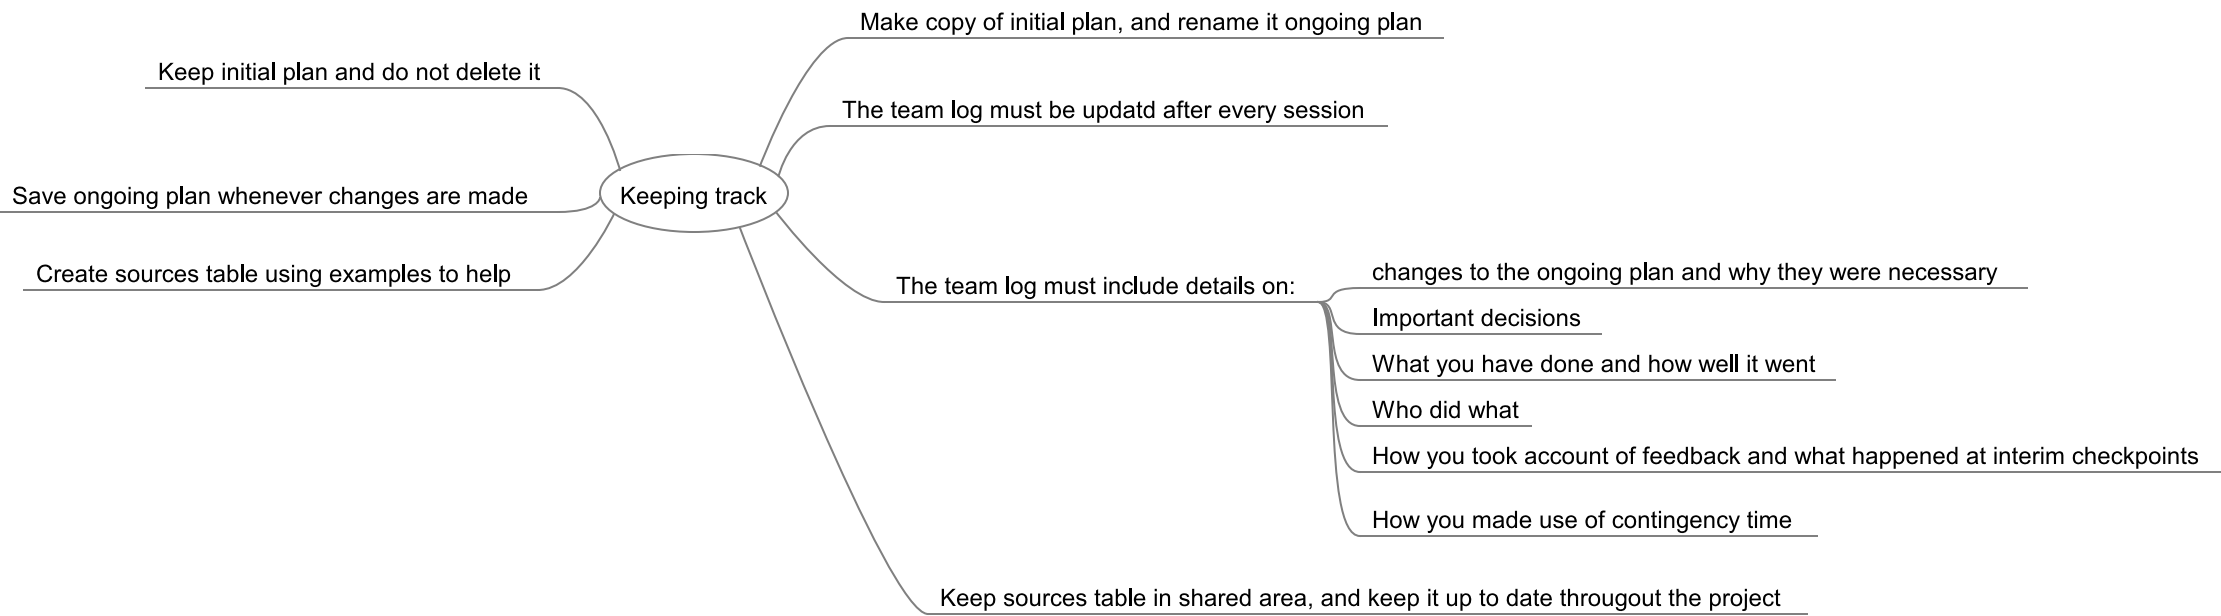 Make copy of initial plan, and rename it ongoing plan
Keep initial plan and do not delete it
The team log must be updatd after every session
Save ongoing plan whenever changes are made
Keeping track
Create sources table using examples to help
The team log must include details on:
changes to the ongoing plan and why they were necessary
Important decisions
What you have done and how well it went
Who did what
How you took account of feedback and what happened at interim checkpoints
How you made use of contingency time
Keep sources table in shared area, and keep it up to date througout the project